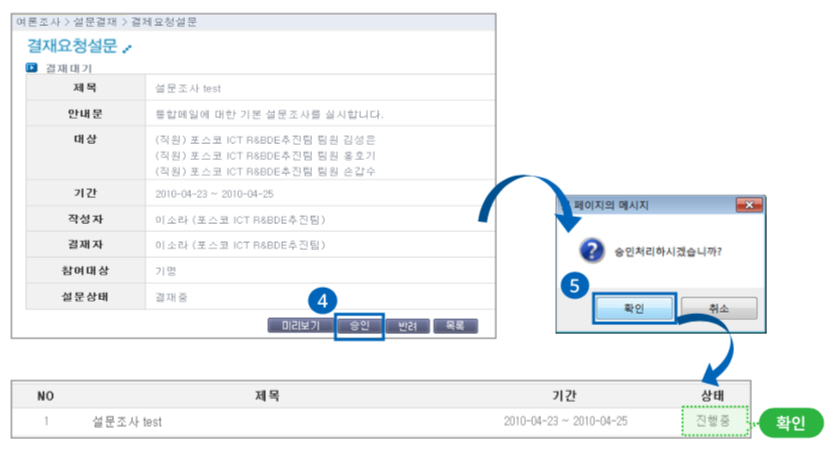 여론조사 > 설문결재 > 결제요청설문
결재요청설문
결재대기
제목 설문조사 test
안내문 통합메일에 대한 기본 설문조사를 실시합니다.
대상 (직원) 포스코 ICT R&BDE추진팀 팀원 김성은
(직원) 포스코 ICT R&BDE추진팀 팀원 홍호기
(직원) 포스코 ICT R&BDE추진팀 팀원 손갑수
기간 2010-04-23 ~ 2010-04-25
작성자 이소라 (포스코 ICT R&BDE추진팀)
결재자 이소라 (포스코 ICT R&BDE추진팀)
참여대상 기명
설문상태 결재중
4
미리보기 승인 반려 목록
페이지의 메시지
승인처리하시겠습니까?
5
확인 취소
NO 제목 기간 상태
1 설문조사 test 2010-04-23 ~ 2010-04-25 진행중
확인